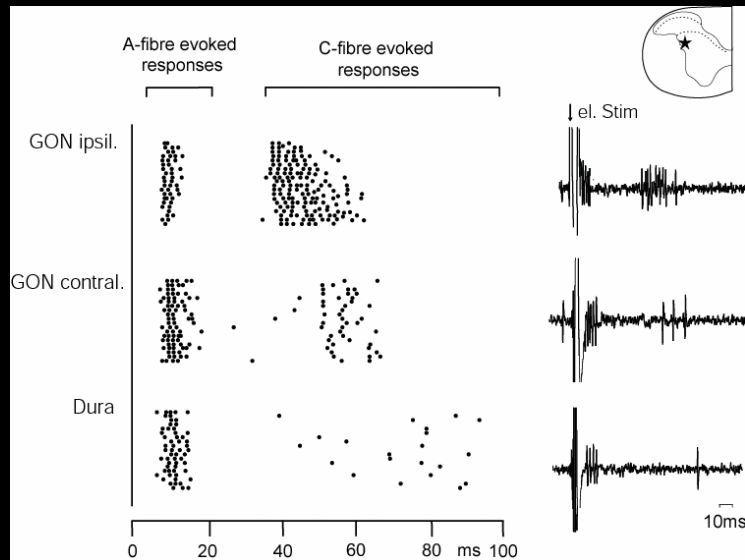 A-fibre evoked
responses
C-fibre evoked
responses
el. Stim
GON ipsil.
GON contral.
Dura
10ms
0 20 40 60 ms 80 100